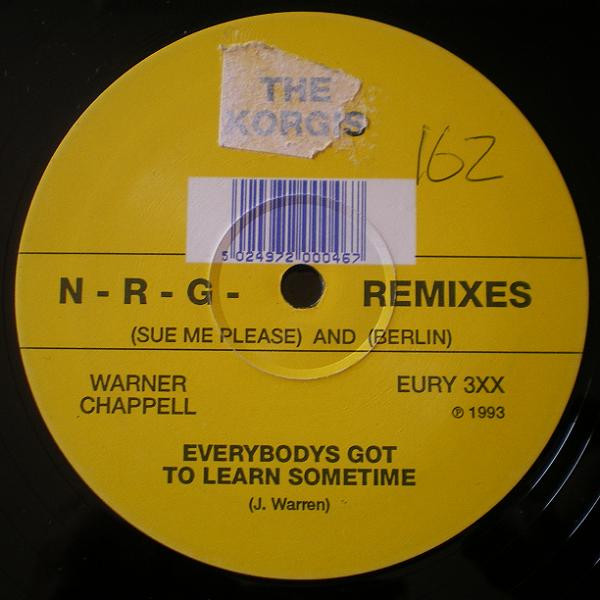 THE
KORGIS
162
5 024972 000467
N - R - G - REMIXES
(SUE ME PLEASE) AND (BERLIN)
WARNER EURY 3XX
CHAPPELL ℗ 1993
EVERYBODYS GOT
TO LEARN SOMETIME
(J. Warren)